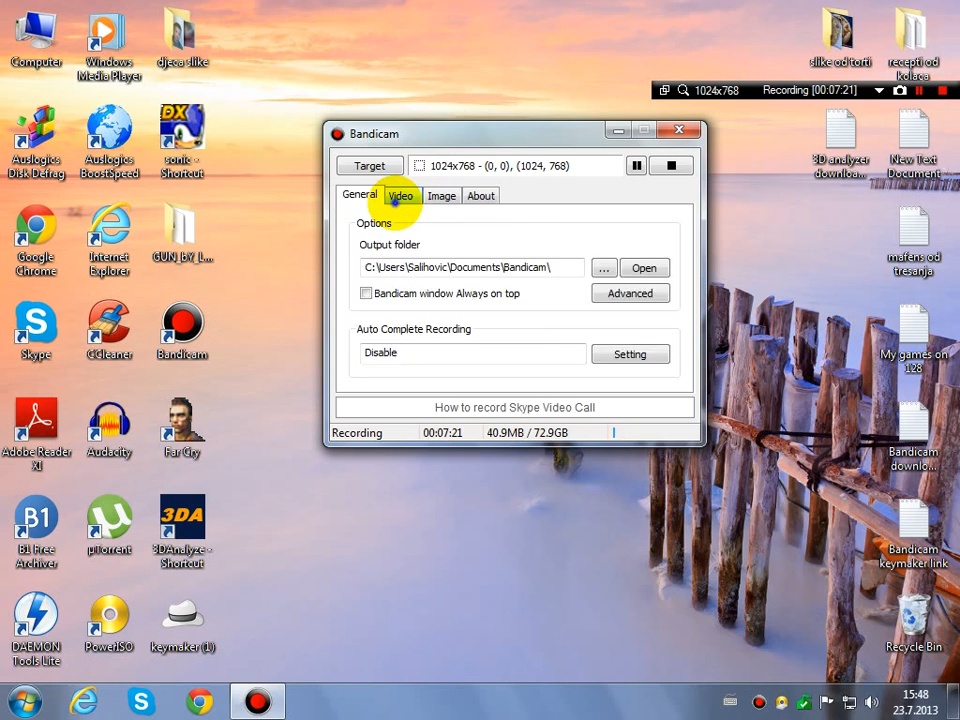 Computer
Windows
Media Player
djeca slike
slike od torti
recepti od
kolaca
1024x768
Recording [00:07:21]
Auslogics
Disk Defrag
Auslogics
BoostSpeed
DX
sonic -
Shortcut
3D analyzer
downloa...
New Text
Document
Bandicam
Target
1024x768 - (0, 0), (1024, 768)
General
Video
Image
About
Options
Output folder
C:\Users\Salihovic\Documents\Bandicam\
...
Open
Bandicam window Always on top
Advanced
Auto Complete Recording
Disable
Setting
How to record Skype Video Call
Recording
00:07:21
40.9MB / 72.9GB
Google
Chrome
Internet
Explorer
GUN_bY_L...
mafens od
tresanja
Skype
CCleaner
Bandicam
My games on
128
Adobe Reader
XI
Audacity
Far Cry
Bandicam
downlo...
B1
B1 Free
Archiver
µTorrent
3DA
3DAnalyze -
Shortcut
Bandicam
keymaker link
DAEMON
Tools Lite
PowerISO
keymaker (1)
Recycle Bin
15:48
23.7.2013